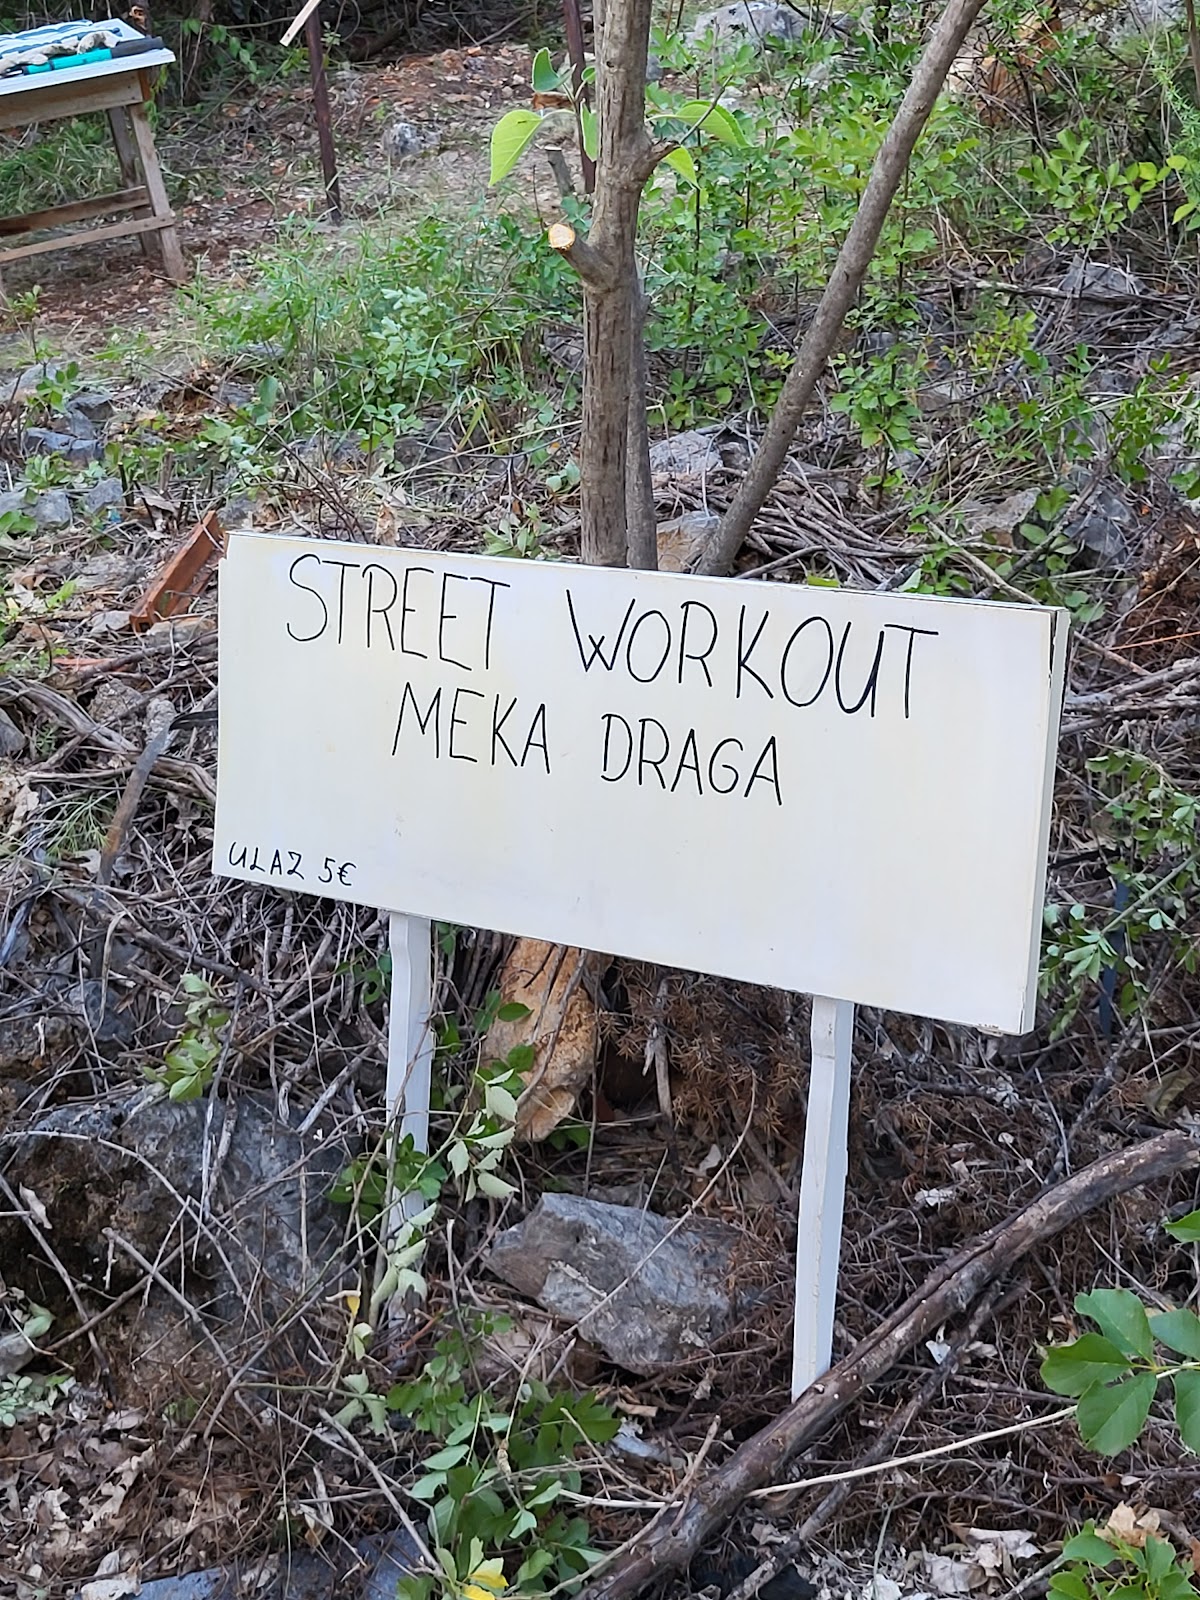 STREET WORKOUT
MEKA DRAGA
ULAZ 5€